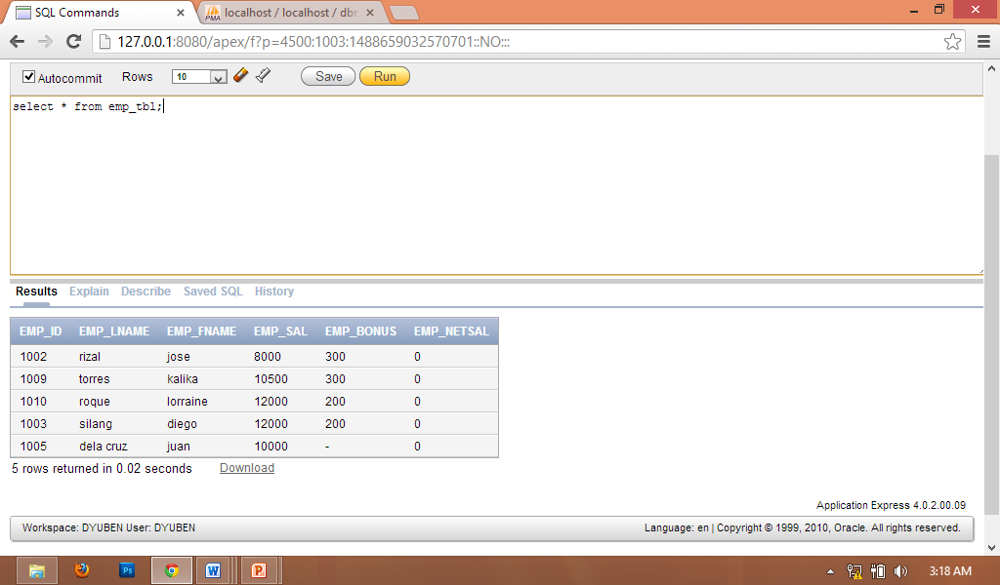 SQL Commands
localhost / localhost / dbr
127.0.0.1:8080/apex/f?p=4500:1003:1488659032570701::NO:::
Autocommit Rows 10 Save Run
select * from emp_tbl;
Results Explain Describe Saved SQL History
EMP_ID EMP_LNAME EMP_FNAME EMP_SAL EMP_BONUS EMP_NETSAL
1002 rizal jose 8000 300 0
1009 torres kalika 10500 300 0
1010 roque lorraine 12000 200 0
1003 silang diego 12000 200 0
1005 dela cruz juan 10000 - 0
5 rows returned in 0.02 seconds Download
Application Express 4.0.2.00.09
Workspace: DYUBEN User: DYUBEN Language: en | Copyright © 1999, 2010, Oracle. All rights reserved.
Ps W P 3:18 AM